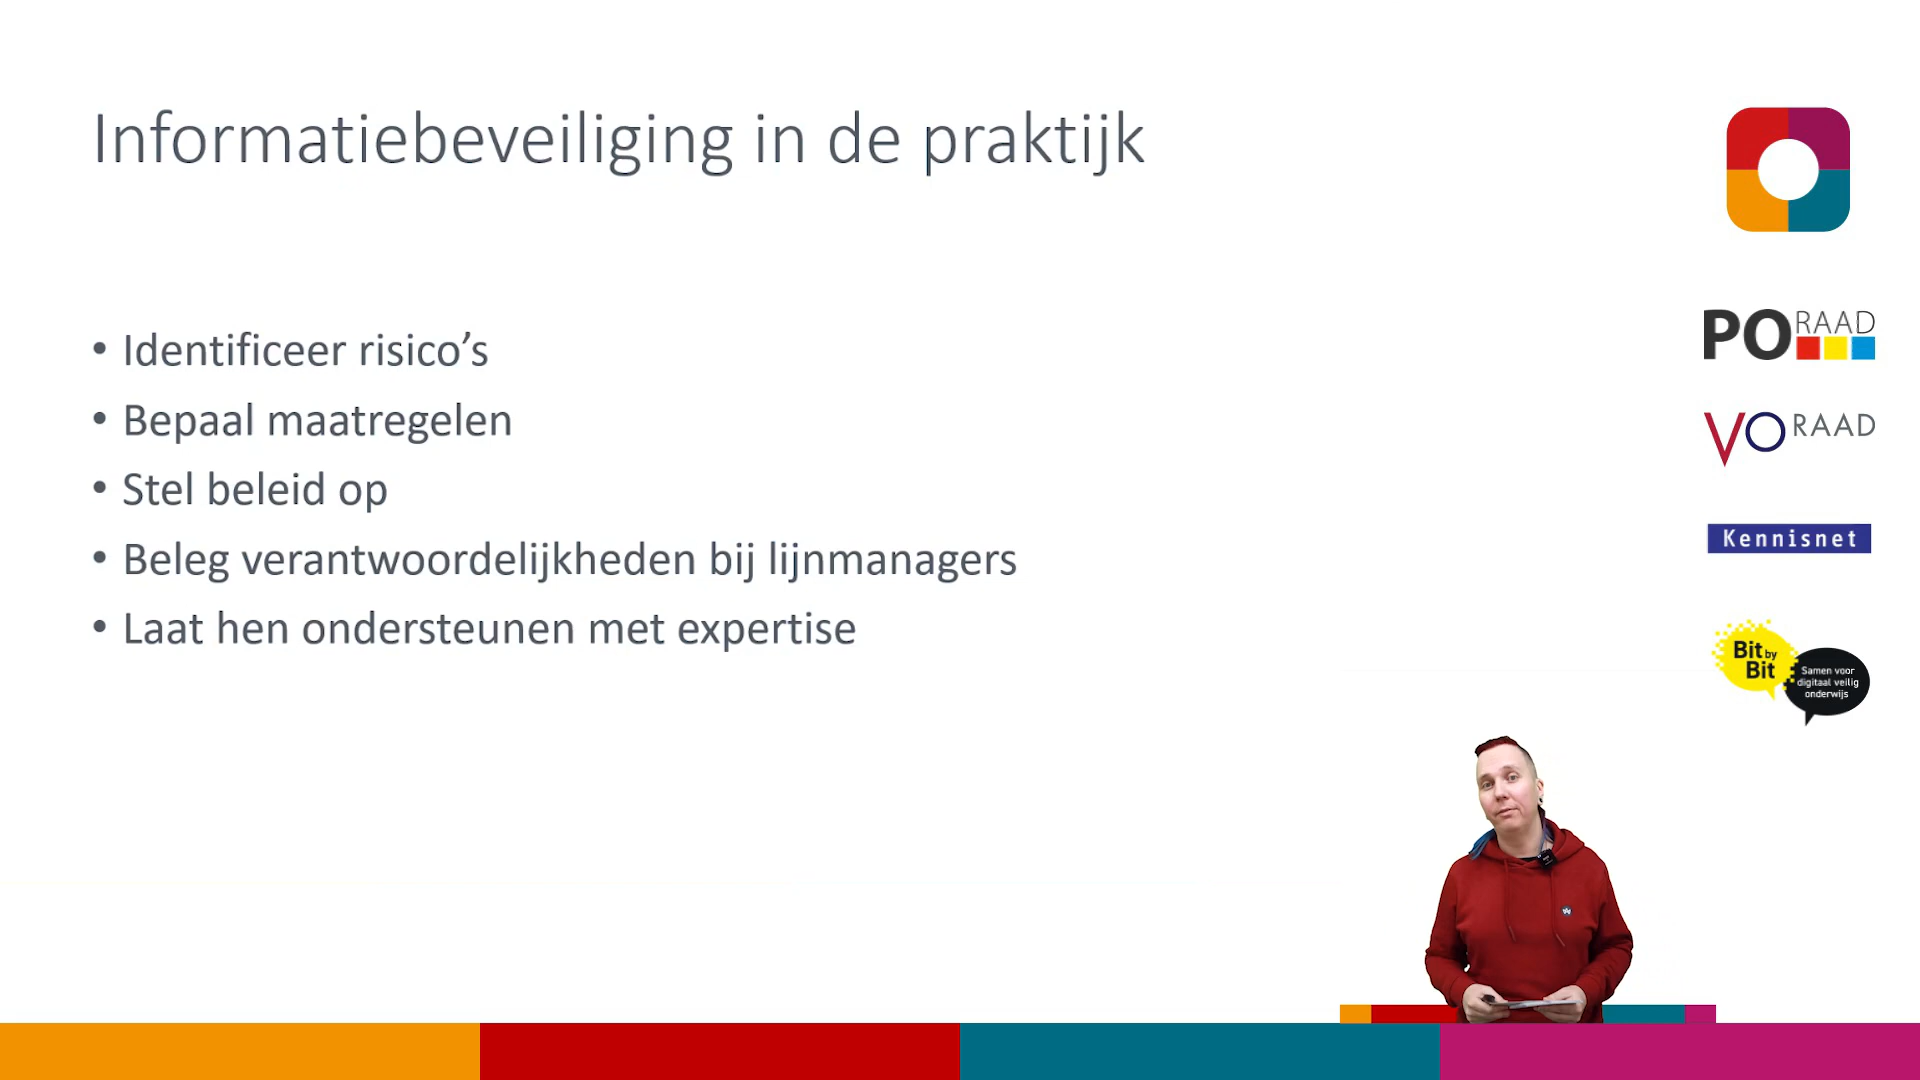 Informatiebeveiliging in de praktijk
• Identificeer risico’s
• Bepaal maatregelen
• Stel beleid op
• Beleg verantwoordelijkheden bij lijnmanagers
• Laat hen ondersteunen met expertise
PO RAAD
VO RAAD
Kennisnet
Bit by
Bit
Samen voor
digitaal veilig
onderwijs